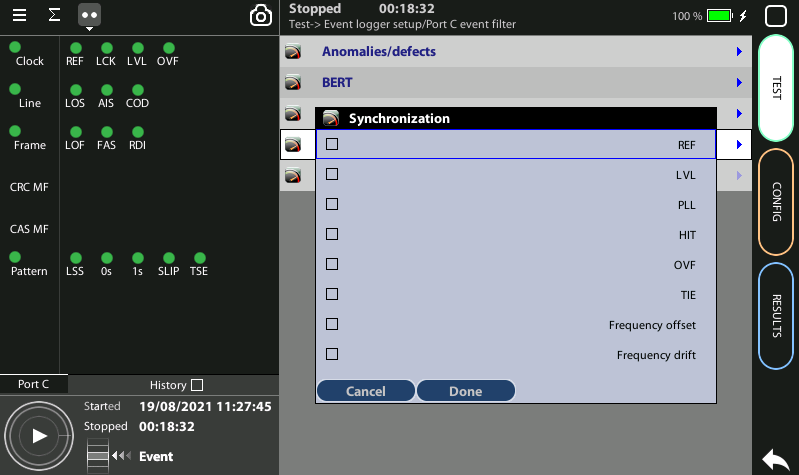 Stopped 00:18:32
Test-> Event logger setup/Port C event filter
100 %
Clock REF LCK LVL OVF
Line LOS AIS COD
Frame LOF FAS RDI
CRC MF
CAS MF
Pattern LSS 0s 1s SLIP TSE
Port C History
Started 19/08/2021 11:27:45
Stopped 00:18:32
Event
Anomalies/defects
BERT
Synchronization
REF
LVL
PLL
HIT
OVF
TIE
Frequency offset
Frequency drift
Cancel Done
TEST
CONFIG
RESULTS